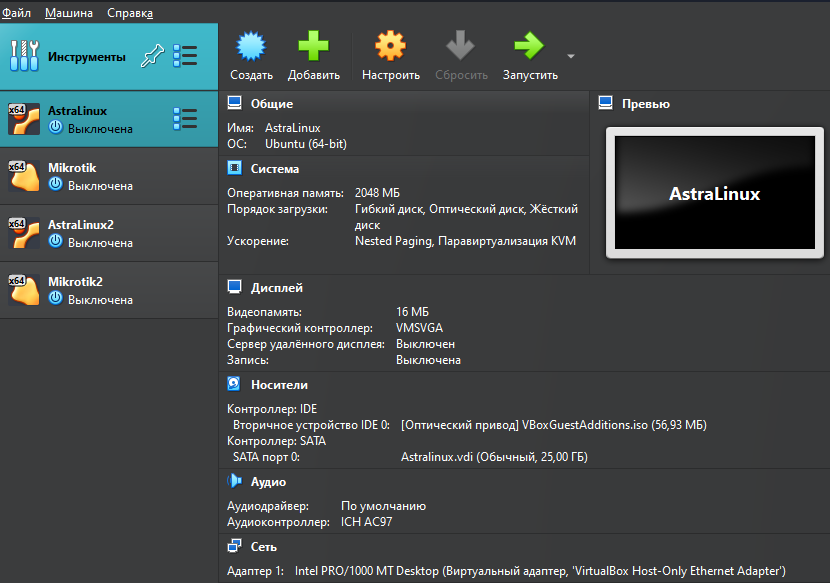 Файл Машина Справка
Инструменты
Создать Добавить Настроить Сбросить Запустить
x64 AstraLinux
Выключена
x64 Mikrotik
Выключена
x64 AstraLinux2
Выключена
x64 Mikrotik2
Выключена
Общие
Имя: AstraLinux
ОС: Ubuntu (64-bit)
Система
Оперативная память: 2048 МБ
Порядок загрузки: Гибкий диск, Оптический диск, Жёсткий
диск
Ускорение: Nested Paging, Паравиртуализация KVM
Превью
AstraLinux
Дисплей
Видеопамять: 16 МБ
Графический контроллер: VMSVGA
Сервер удалённого дисплея: Выключен
Запись: Выключена
Носители
Контроллер: IDE
Вторичное устройство IDE 0: [Оптический привод] VBoxGuestAdditions.iso (56,93 МБ)
Контроллер: SATA
SATA порт 0: Astralinux.vdi (Обычный, 25,00 ГБ)
Аудио
Аудиодрайвер: По умолчанию
Аудиоконтроллер: ICH AC97
Сеть
Адаптер 1: Intel PRO/1000 MT Desktop (Виртуальный адаптер, 'VirtualBox Host-Only Ethernet Adapter')